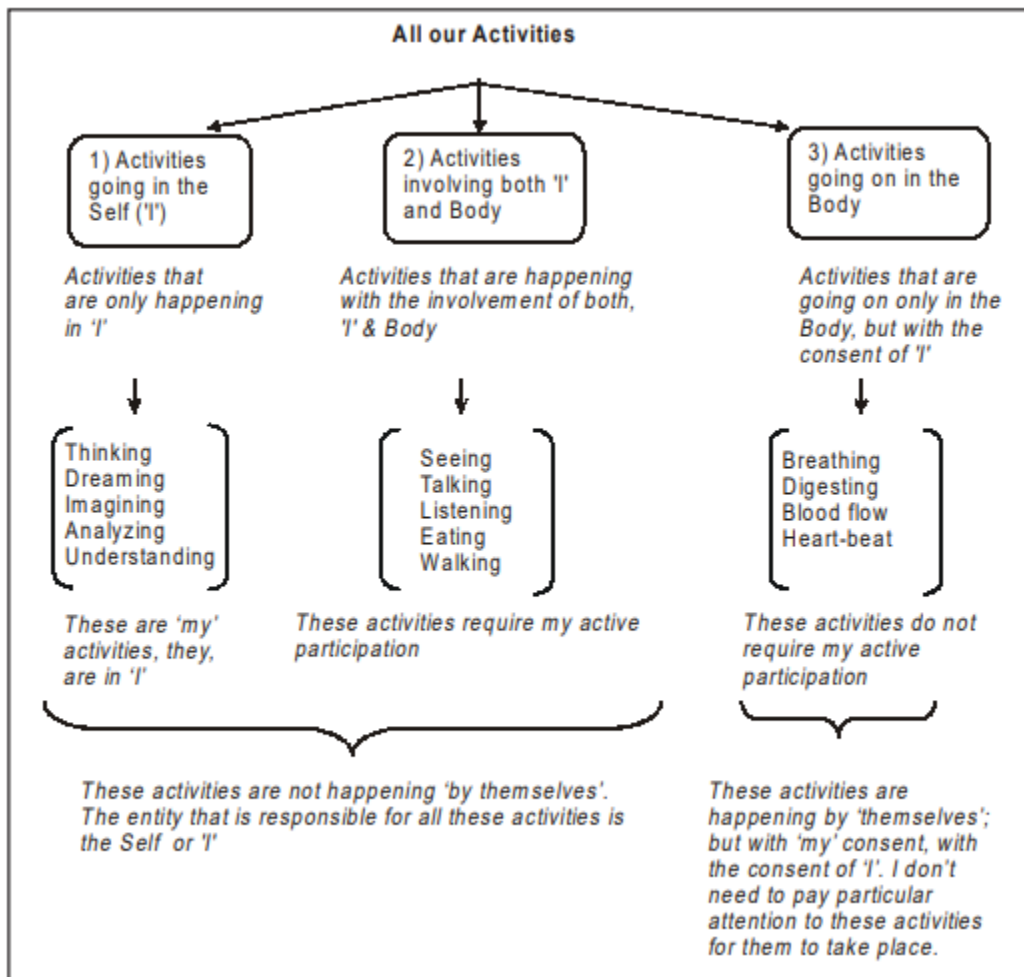 All our Activities
1) Activities
going in the
Self ('I')
2) Activities
involving both 'I'
and Body
3) Activities
going on in the
Body
Activities that
are only happening
in ‘I’
Activities that are happening
with the involvement of both,
'I' & Body
Activities that are
going on only in the
Body, but with the
consent of 'I'
Thinking
Dreaming
Imagining
Analyzing
Understanding
Seeing
Talking
Listening
Eating
Walking
Breathing
Digesting
Blood flow
Heart-beat
These are ‘my’
activities, they,
are in ‘I’
These activities require my active
participation
These activities do not
require my active
participation
These activities are not happening ‘by themselves’.
The entity that is responsible for all these activities is
the Self or 'I'
These activities are
happening by ‘themselves’;
but with ‘my’ consent, with
the consent of ‘I’. I don’t
need to pay particular
attention to these activities
for them to take place.